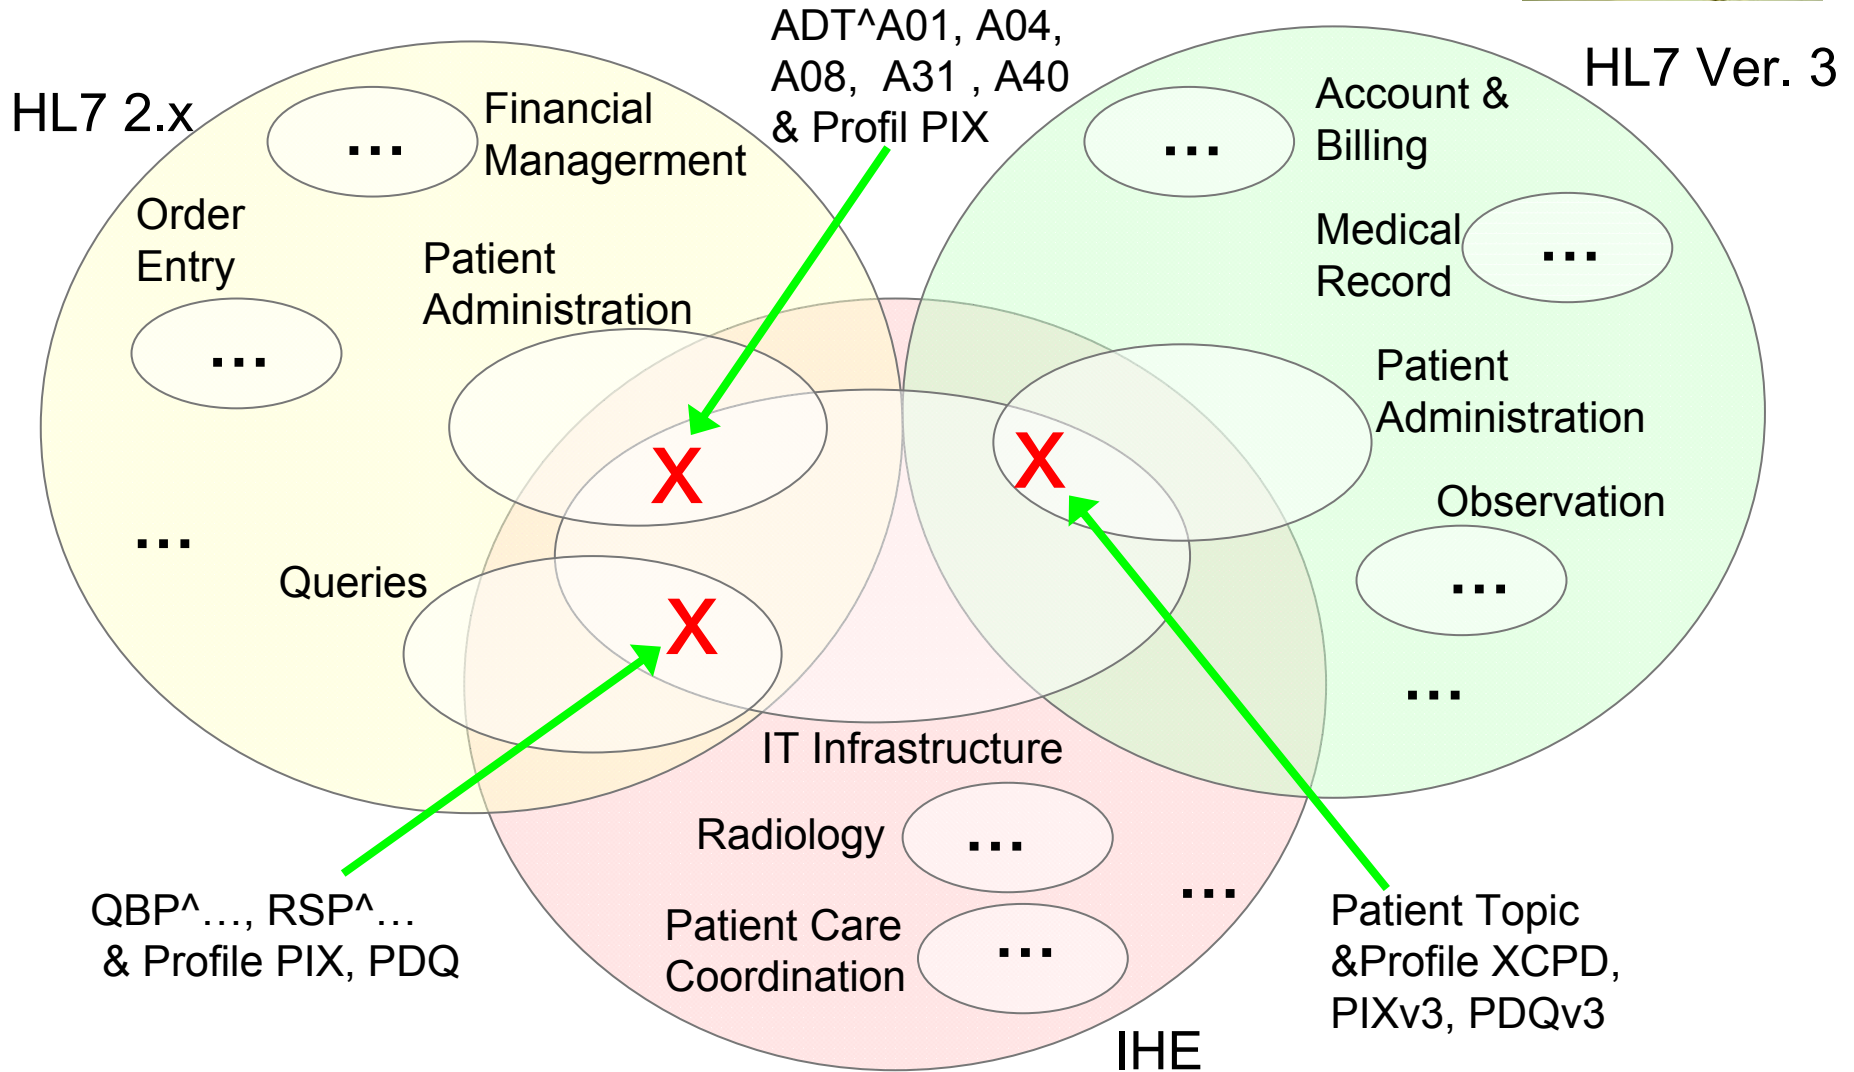 ADT^A01, A04,
A08, A31 , A40
& Profil PIX
HL7 2.x
HL7 Ver. 3
...
Financial
Managerment
Order
Entry
...
Patient
Administration
...
Queries
X
X
...
Account &
Billing
Medical
Record
...
Patient
Administration
X
Observation
...
...
IT Infrastructure
Radiology
...
...
Patient Care
Coordination
...
IHE
QBP^…, RSP^…
& Profile PIX, PDQ
Patient Topic
&Profile XCPD,
PIXv3, PDQv3